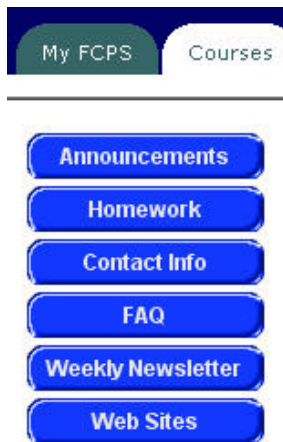 My FCPS Courses
Announcements
Homework
Contact Info
FAQ
Weekly Newsletter
Web Sites